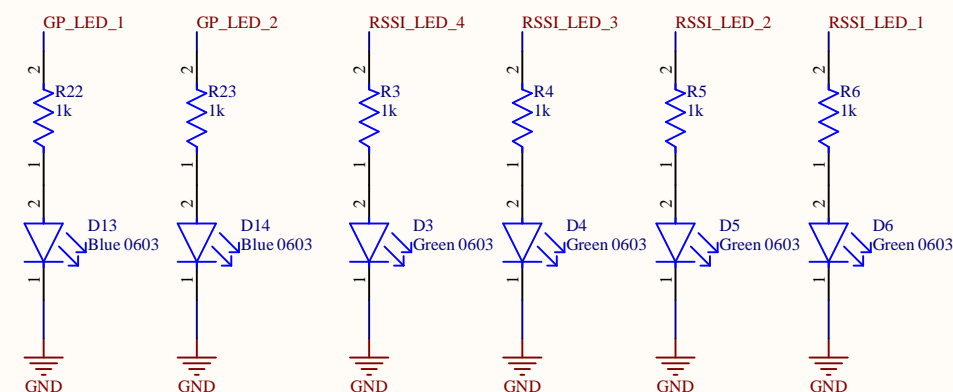 GP_LED_1
GP_LED_2
RSSI_LED_4
RSSI_LED_3
RSSI_LED_2
RSSI_LED_1
2
2
2
2
2
2
R22
1k
R23
1k
R3
1k
R4
1k
R5
1k
R6
1k
1
1
1
1
1
1
2
2
2
2
2
2
D13
Blue 0603
D14
Blue 0603
D3
Green 0603
D4
Green 0603
D5
Green 0603
D6
Green 0603
1
1
1
1
1
1
GND
GND
GND
GND
GND
GND